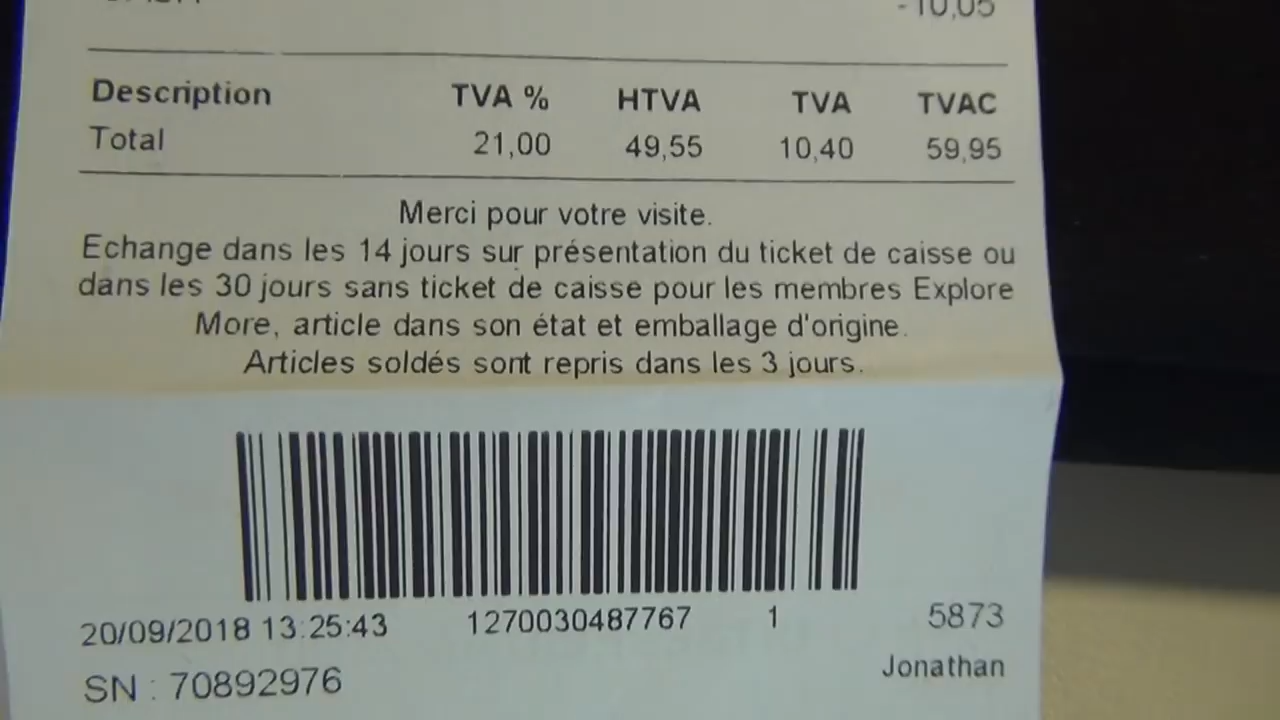 -10,05
Description TVA % HTVA TVA TVAC
Total 21,00 49,55 10,40 59,95
Merci pour votre visite.
Echange dans les 14 jours sur présentation du ticket de caisse ou
dans les 30 jours sans ticket de caisse pour les membres Explore
More, article dans son état et emballage d'origine.
Articles soldés sont repris dans les 3 jours.
20/09/2018 13:25:43 1270030487767 1 5873
Jonathan
SN : 70892976